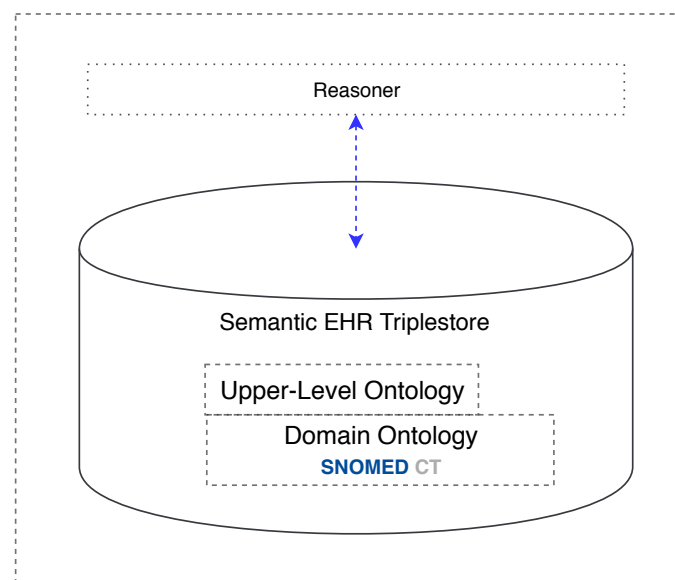 Reasoner
Semantic EHR Triplestore
Upper-Level Ontology
Domain Ontology
SNOMED CT